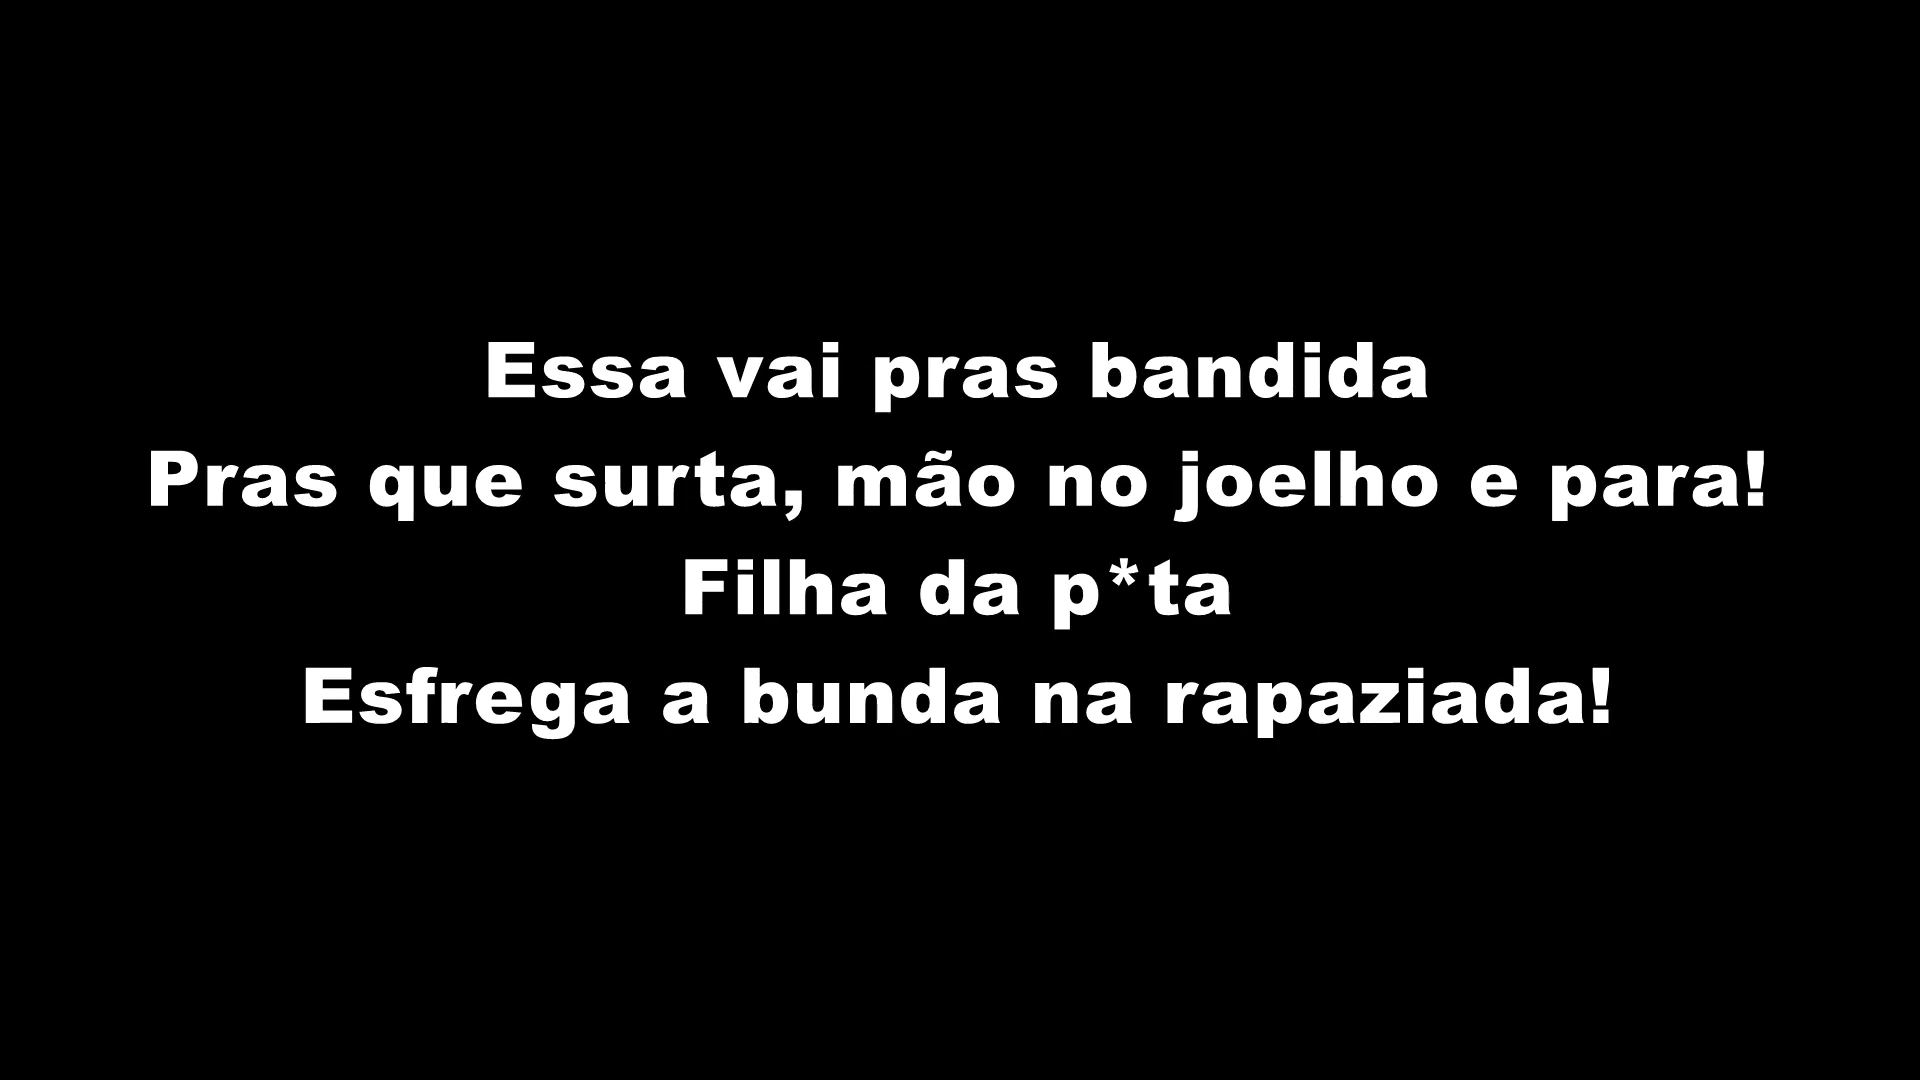 Essa vai pras bandida
Pras que surta, mão no joelho e para!
Filha da p*ta
Esfrega a bunda na rapaziada!